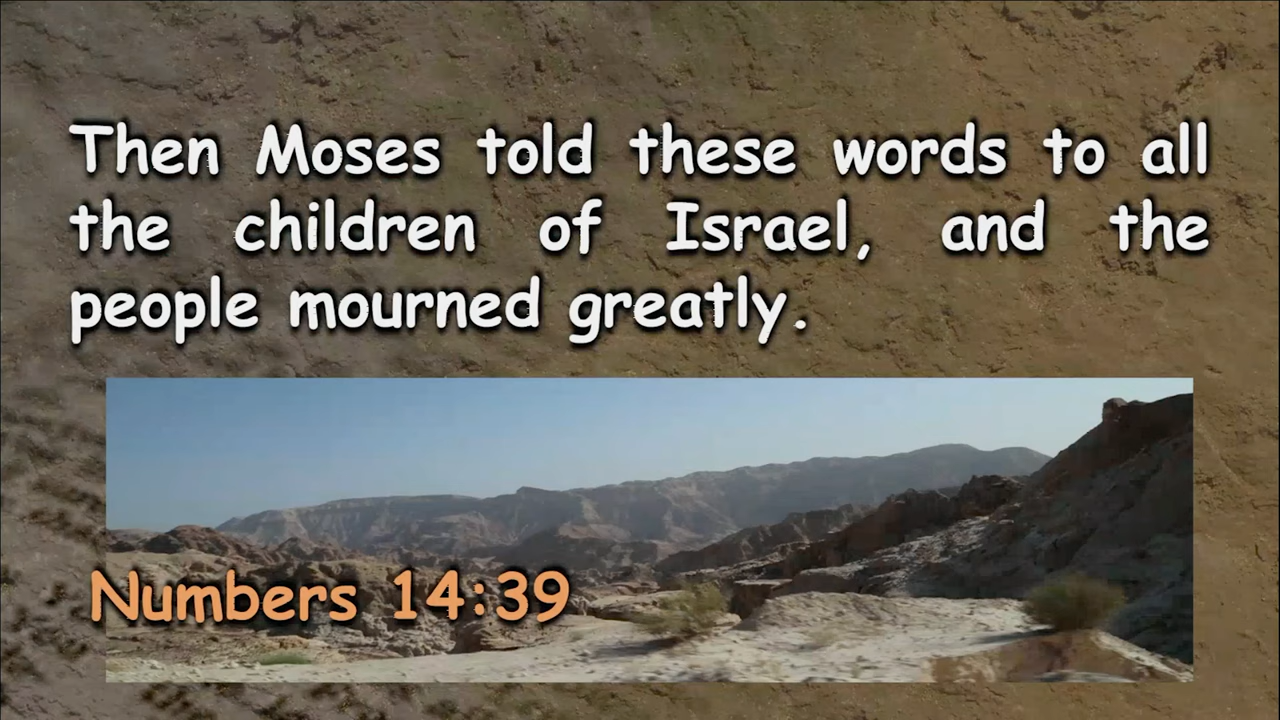 Then Moses told these words to all
the children of Israel, and the
people mourned greatly.
Numbers 14:39